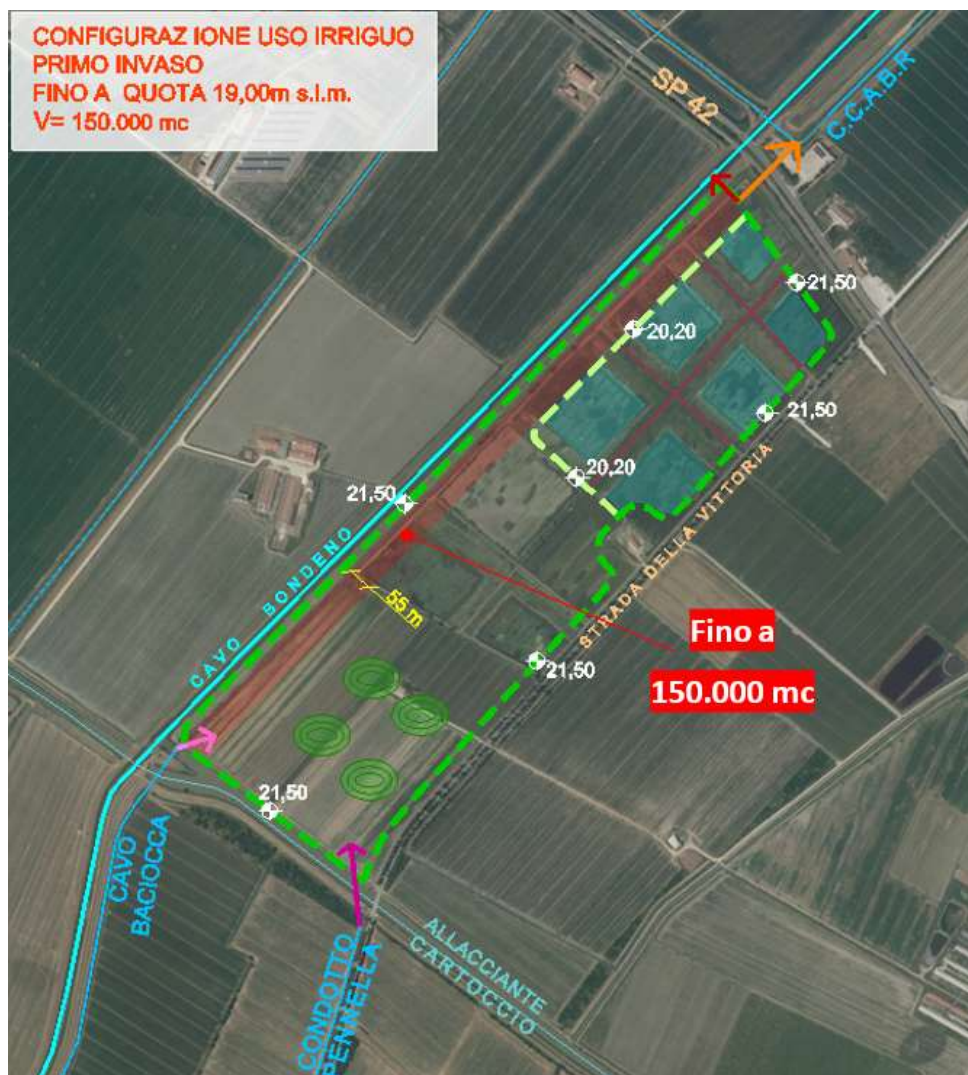 CONFIGURAZ IONE USO IRRIGUO
PRIMO INVASO
FINO A QUOTA 19,00m s.l.m.
V= 150.000 mc
SP 42
C.C.A.B.R
21,50
20,20
21,50
20,20
21,50
CAVO BONDENO
55 m
STRADA DELLA VITTORIA
Fino a
150.000 mc
21,50
21,50
CAVO
BACIOCCA
CONDOTTO
PENNELLA
ALLACCIANTE
CARTOCCIO